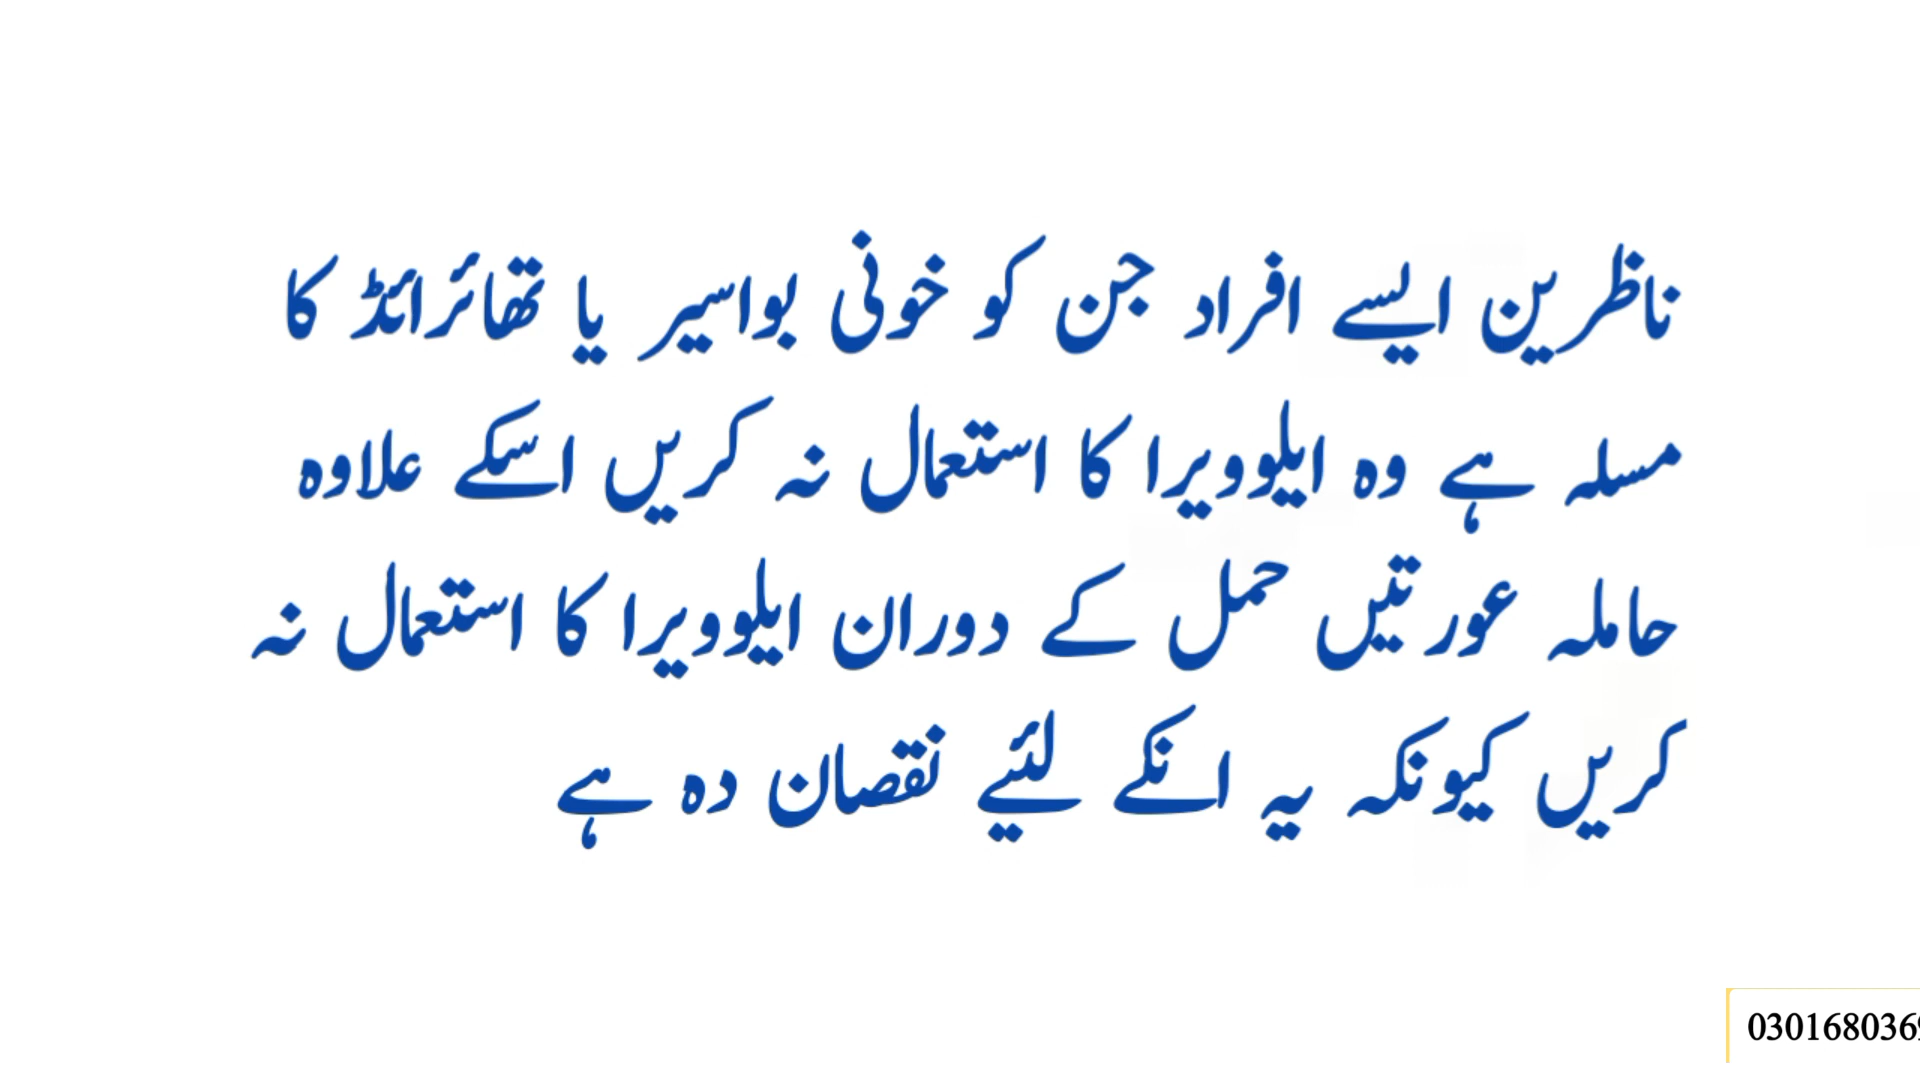 ناظرین ایسے افراد جن کو خونی بواسیر یا تھائرائڈ کا
مسلہ ہے وہ ایلوویرا کا استعمال نہ کریں اسکے علاوہ
حاملہ عورتیں حمل کے دوران ایلوویرا کا استعمال نہ
کریں کیونکہ یہ انکے لئیے نقصان دہ ہے
030168036